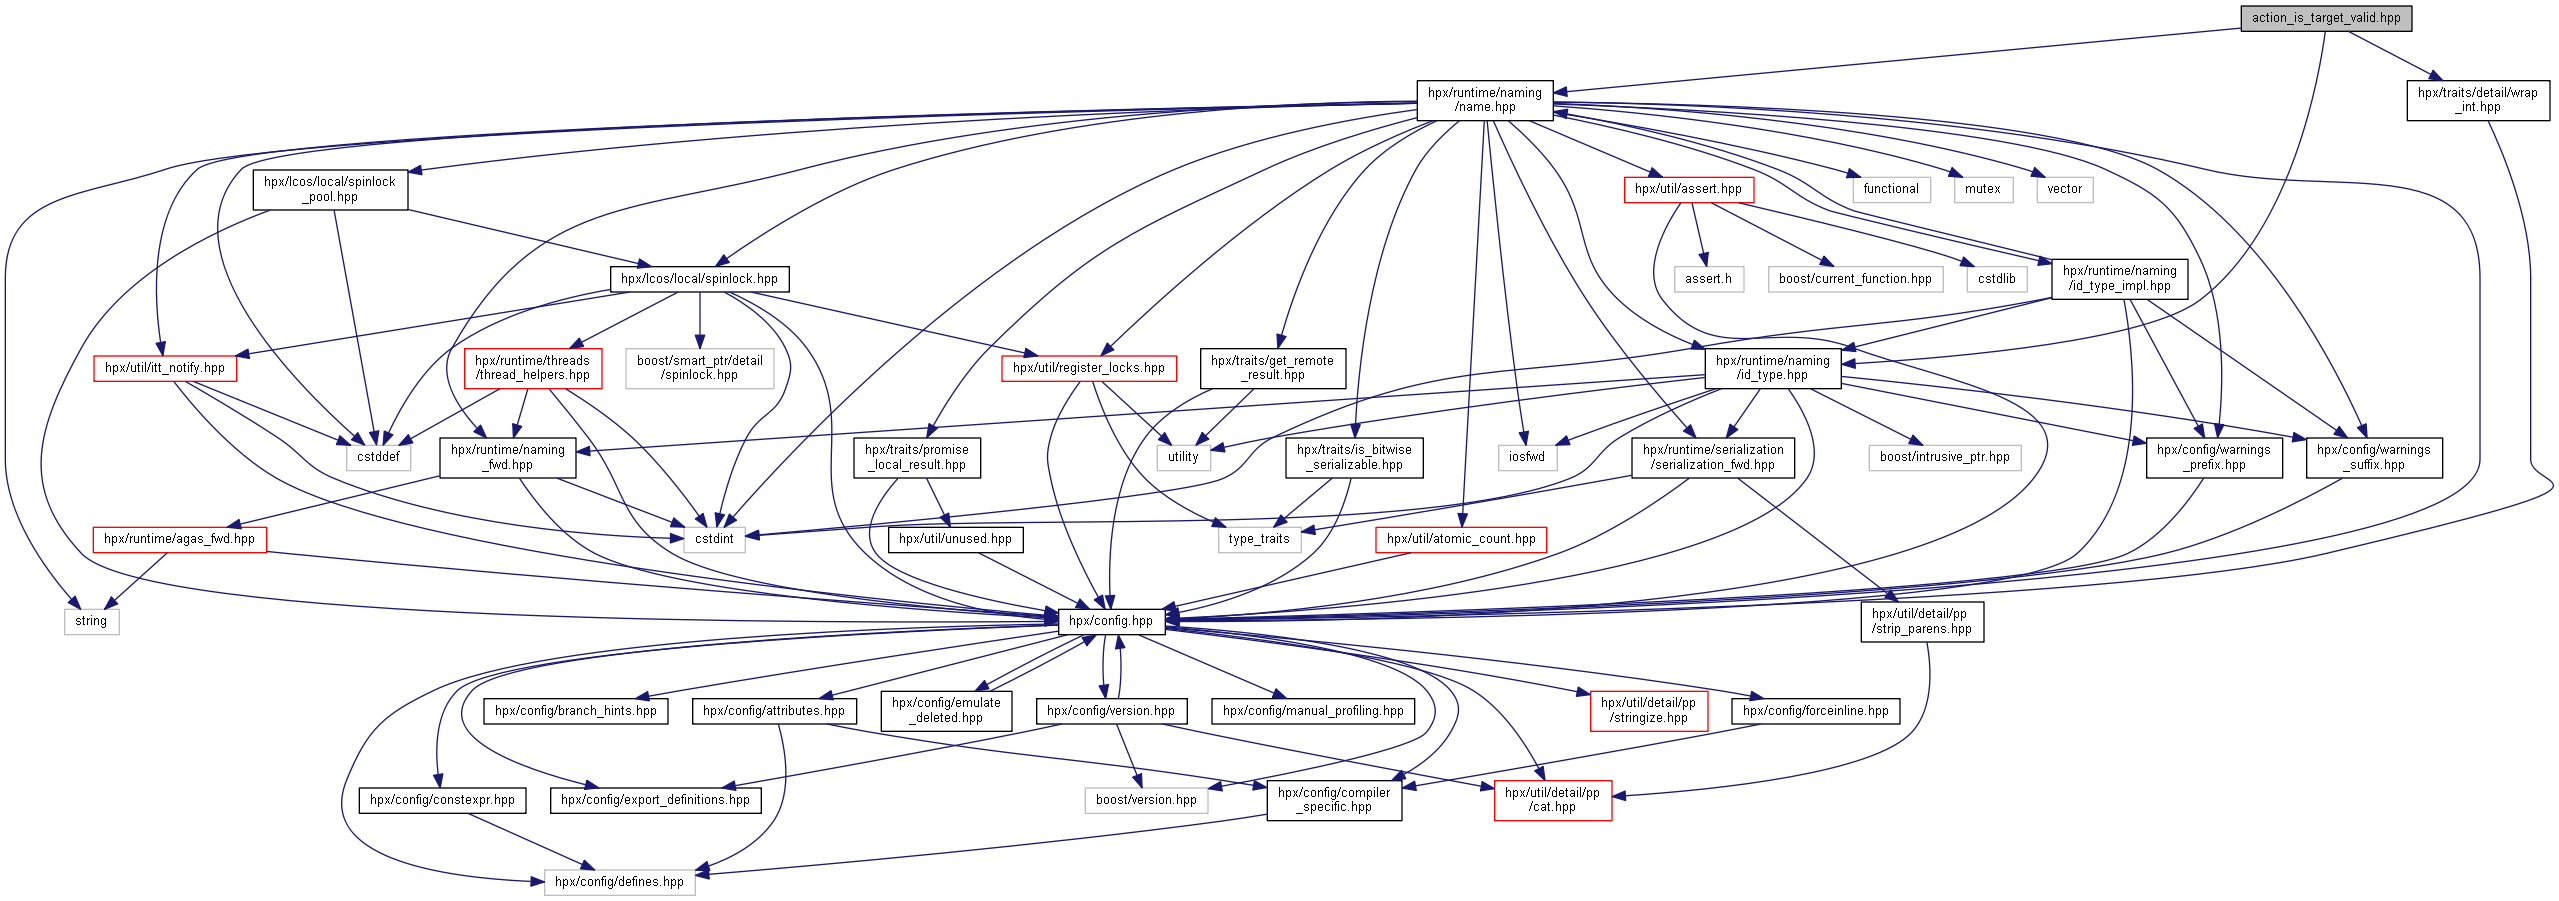 action_is_target_valid.hpp
hpx/runtime/naming
/name.hpp
hpx/traits/detail/wrap
_int.hpp
hpx/lcos/local/spinlock
_pool.hpp
hpx/util/assert.hpp
functional
mutex
vector
hpx/lcos/local/spinlock.hpp
assert.h
boost/current_function.hpp
cstdlib
hpx/runtime/naming
/id_type_impl.hpp
hpx/util/itt_notify.hpp
hpx/runtime/threads
/thread_helpers.hpp
boost/smart_ptr/detail
/spinlock.hpp
hpx/util/register_locks.hpp
hpx/traits/get_remote
_result.hpp
hpx/runtime/naming
/id_type.hpp
cstddef
hpx/runtime/naming
_fwd.hpp
hpx/traits/promise
_local_result.hpp
utility
hpx/traits/is_bitwise
_serializable.hpp
iosfwd
hpx/runtime/serialization
/serialization_fwd.hpp
boost/intrusive_ptr.hpp
hpx/config/warnings
_prefix.hpp
hpx/config/warnings
_suffix.hpp
hpx/runtime/agas_fwd.hpp
cstdint
hpx/util/unused.hpp
type_traits
hpx/util/atomic_count.hpp
string
hpx/config.hpp
hpx/util/detail/pp
/strip_parens.hpp
hpx/config/branch_hints.hpp
hpx/config/attributes.hpp
hpx/config/emulate
_deleted.hpp
hpx/config/version.hpp
hpx/config/manual_profiling.hpp
hpx/util/detail/pp
/stringize.hpp
hpx/config/forceinline.hpp
hpx/config/constexpr.hpp
hpx/config/export_definitions.hpp
boost/version.hpp
hpx/config/compiler
_specific.hpp
hpx/util/detail/pp
/cat.hpp
hpx/config/defines.hpp